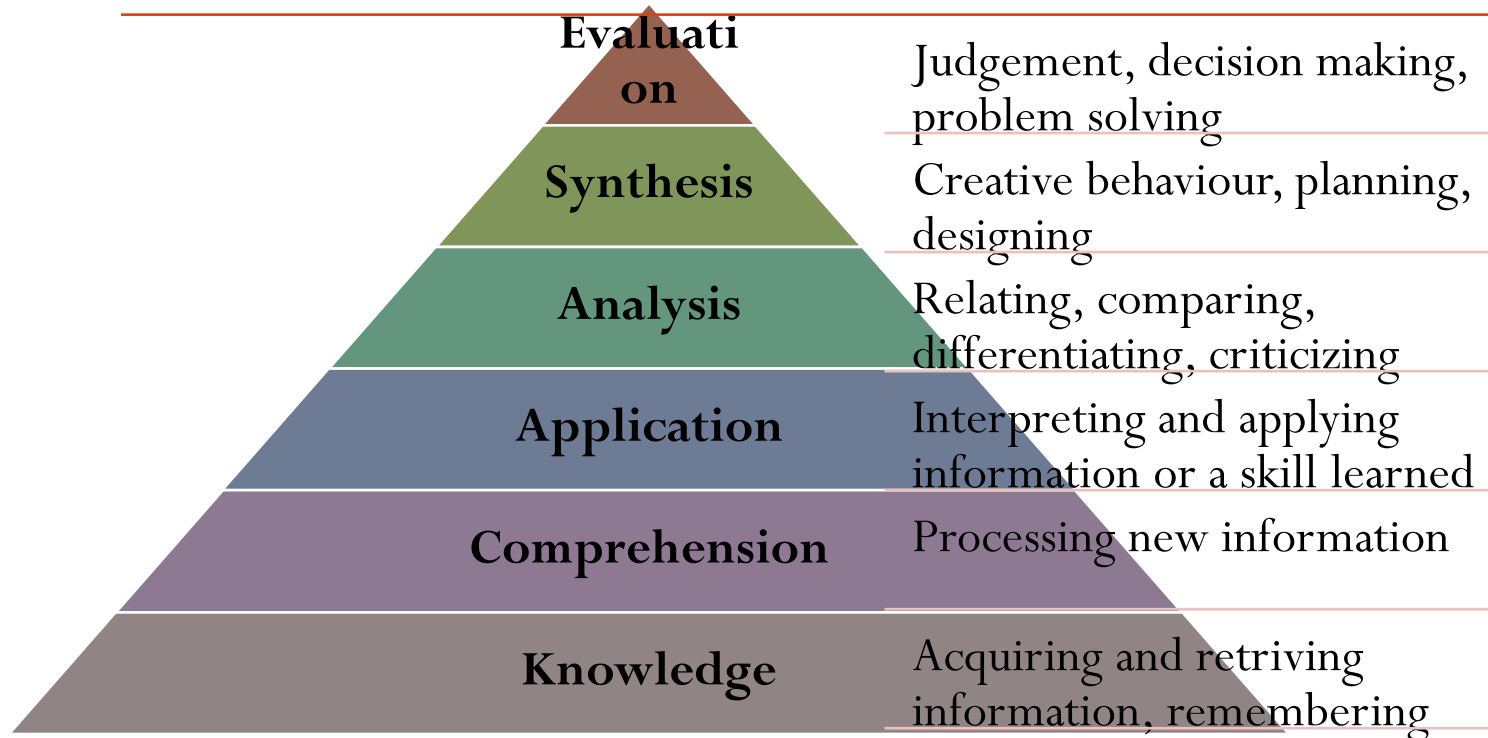 Evaluati
on
Judgement, decision making,
problem solving
Synthesis
Creative behaviour, planning,
designing
Analysis
Relating, comparing,
differentiating, criticizing
Application
Interpreting and applying
information or a skill learned
Comprehension
Processing new information
Knowledge
Acquiring and retriving
information, remembering